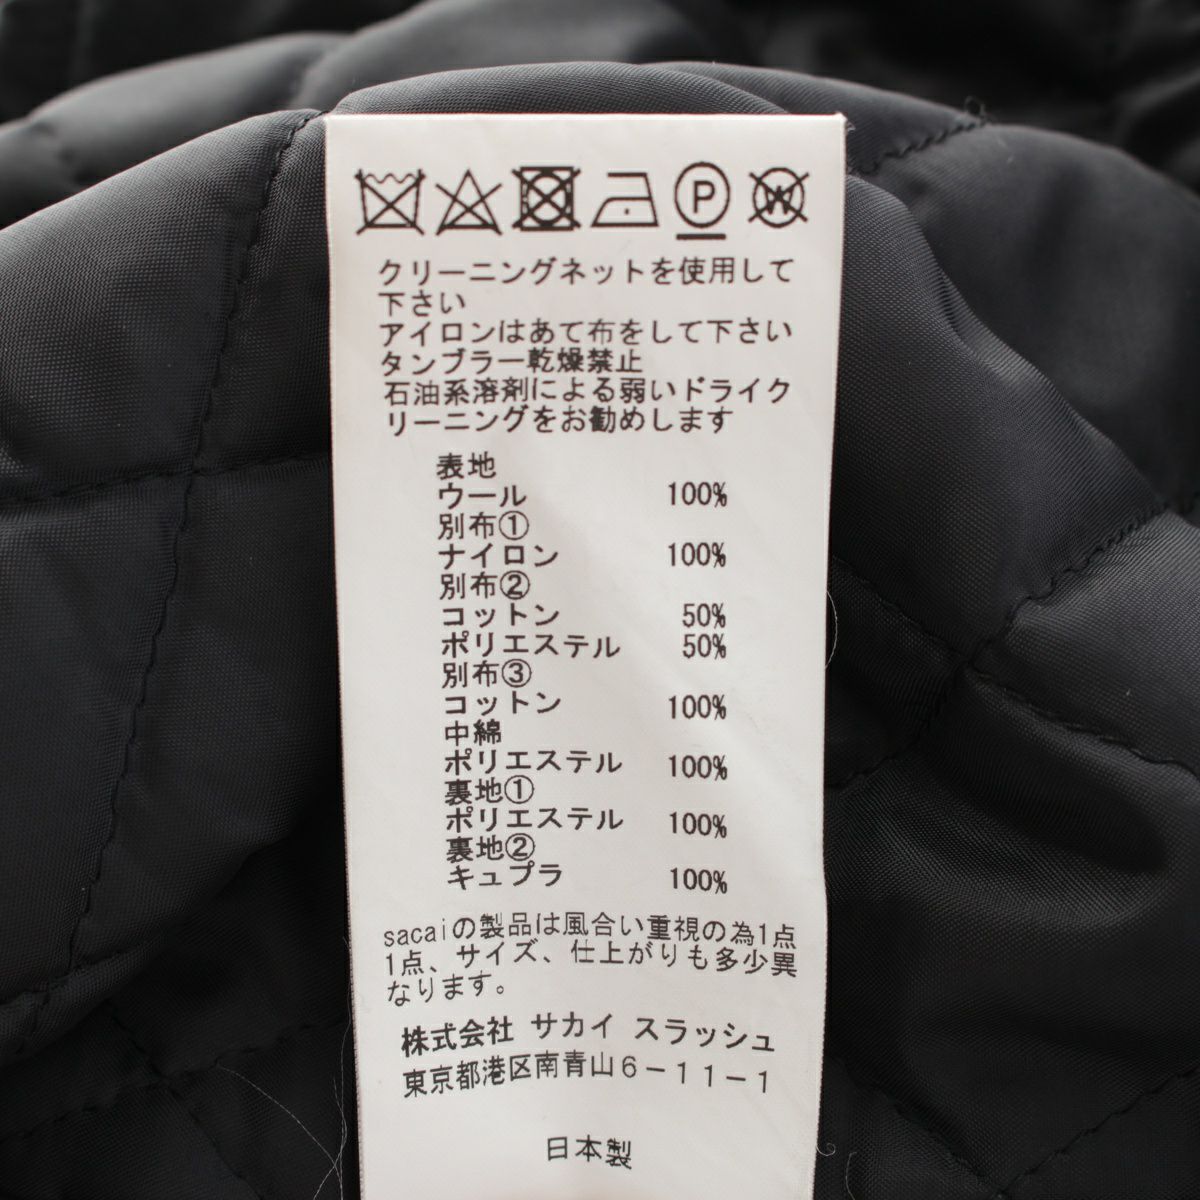 P W
クリーニングネットを使用して
下さい
アイロンはあて布をして下さい
タンブラー乾燥禁止
石油系溶剤による弱いドライク
リーニングをお勧めします
表地
ウール 100%
別布①
ナイロン 100%
別布②
コットン 50%
ポリエステル 50%
別布③
コットン 100%
中綿
ポリエステル 100%
裏地①
ポリエステル 100%
裏地②
キュプラ 100%
sacaiの製品は風合い重視の為1点
1点、サイズ、仕上がりも多少異
なります。
株式会社 サカイ スラッシュ
東京都港区南青山6-11-1
日本製